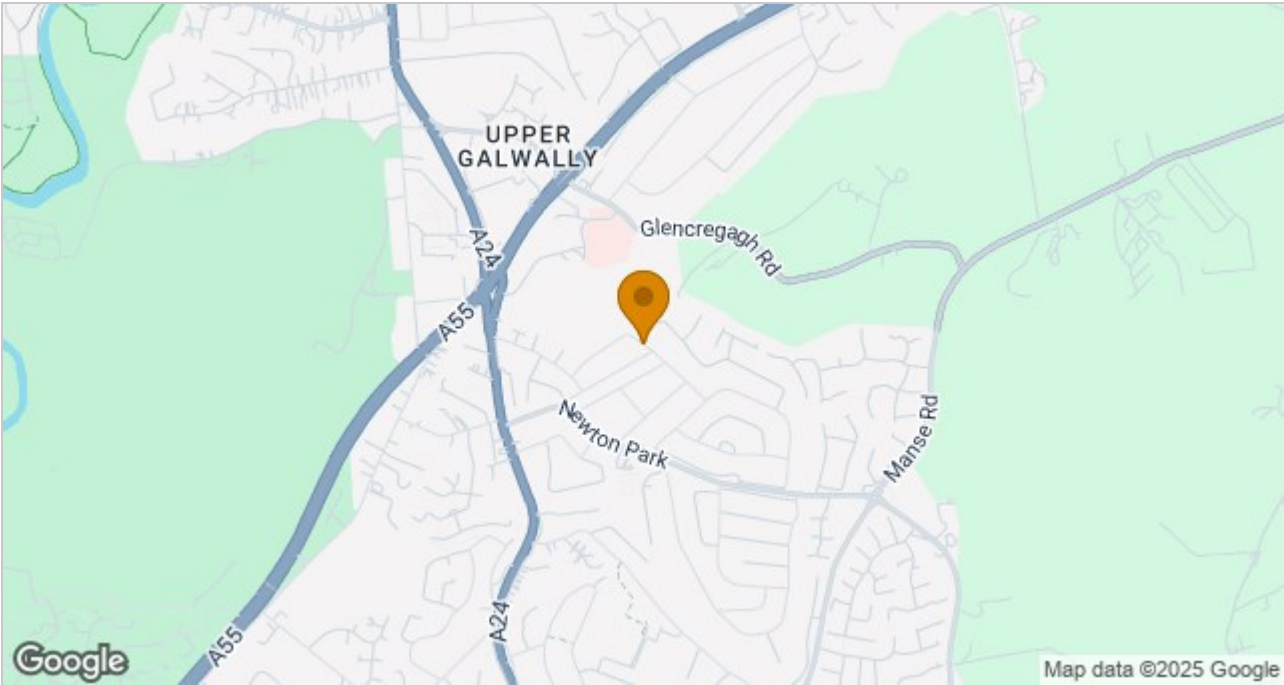 UPPER
GALWALLY
Glencregagh Rd
A24
A55
Newton Park
Manse Rd
A24
A55
Google
Map data ©2025 Google